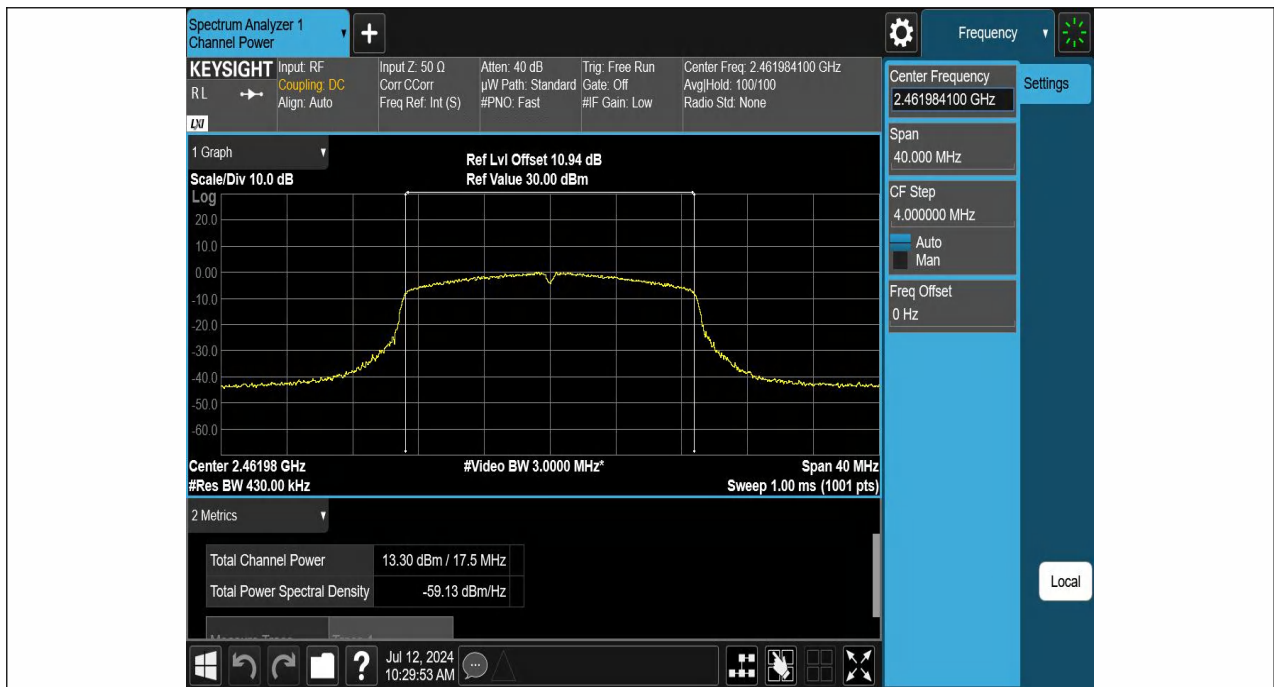 Spectrum Analyzer 1
Channel Power
+
Frequency
KEYSIGHT
R L
LXI
Input: RF
Coupling: DC
Align: Auto
Input Z: 50 Ω
Corr CCorr
Freq Ref: Int (S)
Atten: 40 dB
µW Path: Standard
#PNO: Fast
Trig: Free Run
Gate: Off
#IF Gain: Low
Center Freq: 2.461984100 GHz
Avg|Hold: 100/100
Radio Std: None
Center Frequency
2.461984100 GHz
Settings
Span
40.000 MHz
CF Step
4.000000 MHz
Auto
Man
Freq Offset
0 Hz
Local
1 Graph
Scale/Div 10.0 dB
Ref Lvl Offset 10.94 dB
Ref Value 30.00 dBm
Log
20.0
10.0
0.00
-10.0
-20.0
-30.0
-40.0
-50.0
-60.0
Center 2.46198 GHz
#Res BW 430.00 kHz
#Video BW 3.0000 MHz*
Span 40 MHz
Sweep 1.00 ms (1001 pts)
2 Metrics
Total Channel Power 13.30 dBm / 17.5 MHz
Total Power Spectral Density -59.13 dBm/Hz
?
Jul 12, 2024
10:29:53 AM